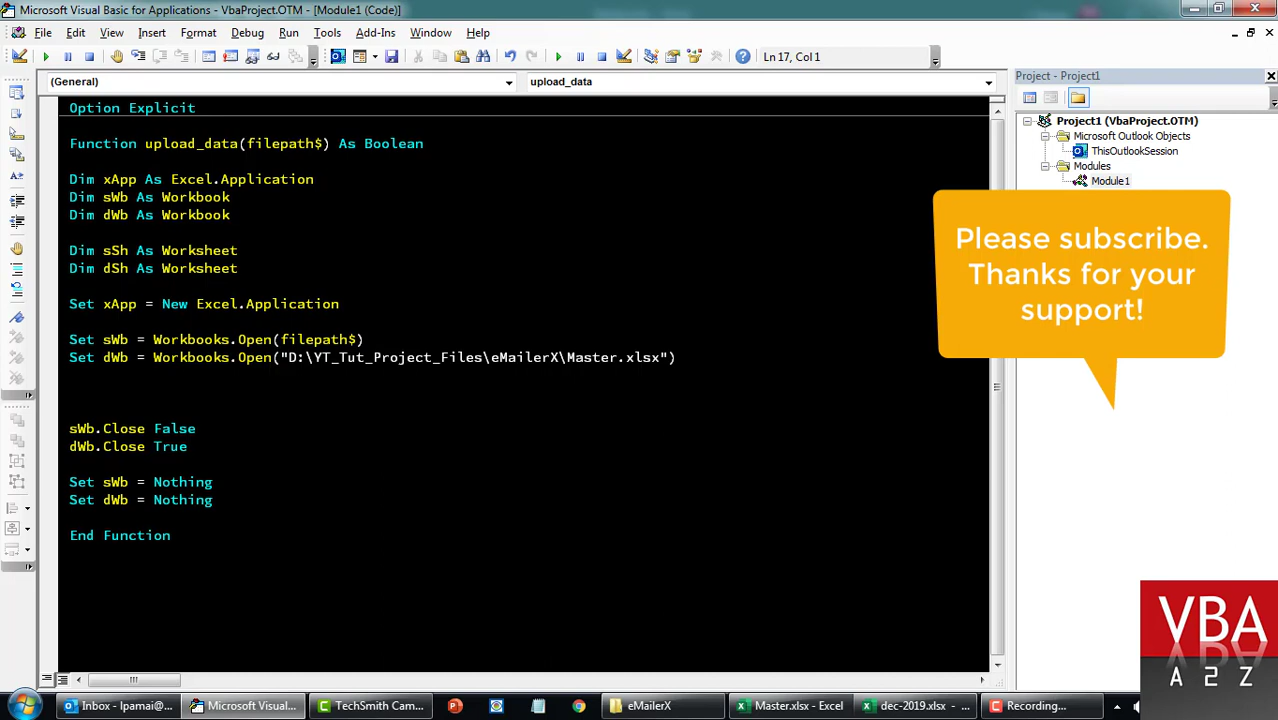 Microsoft Visual Basic for Applications - VbaProject.OTM - [Module1 (Code)]
File Edit View Insert Format Debug Run Tools Add-Ins Window Help
Ln 17, Col 1
(General) upload_data
Option Explicit
Function upload_data(filepath$) As Boolean
Dim xApp As Excel.Application
Dim sWb As Workbook
Dim dWb As Workbook
Dim sSh As Worksheet
Dim dSh As Worksheet
Set xApp = New Excel.Application
Set sWb = Workbooks.Open(filepath$)
Set dWb = Workbooks.Open("D:\YT_Tut_Project_Files\eMailerX\Master.xlsx")
sWb.Close False
dWb.Close True
Set sWb = Nothing
Set dWb = Nothing
End Function
Project - Project1
Project1 (VbaProject.OTM)
Microsoft Outlook Objects
ThisOutlookSession
Modules
Module1
Please subscribe.
Thanks for your
support!
VBA
A 2 Z
Inbox - lpamai@... Microsoft Visual... TechSmith Cam... eMailerX Master.xlsx - Excel dec-2019.xlsx - ... Recording...